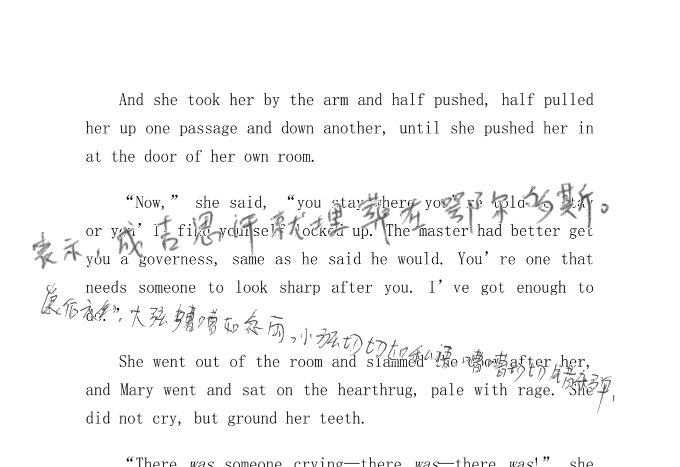 And she took her by the arm and half pushed, half pulled
her up one passage and down another, until she pushed her in
at the door of her own room.
“Now,” she said, “you stay where you’re told to stay
表示，成吉思汗就埋葬在鄂尔多斯。
or you’ll find yourself locked up. The master had better get
you a governess, same as he said he would. You’re one that
needs someone to look sharp after you. I’ve got enough to
大弦嘈嘈如急雨，小弦切切如私语，嘈嘈切切错杂弹，
She went out of the room and slammed the door after her,
and Mary went and sat on the hearthrug, pale with rage. She
did not cry, but ground her teeth.
“There was someone crying—there was—there was!” she